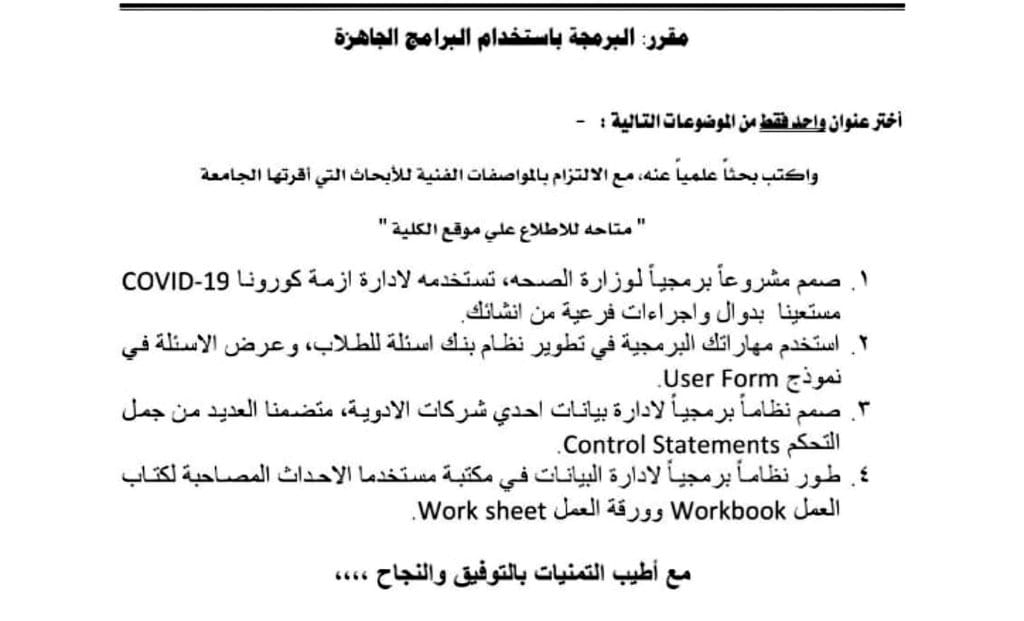 مقرر: البرمجة باستخدام البرامج الجاهزة
أختر عنوان واحد فقط من الموضوعات التالية : -
واكتب بحثاً علمياً عنه، مع الالتزام بالمواصفات الفنية للأبحاث التي أقرتها الجامعة
" متاحه للاطلاع علي موقع الكلية "
١. صمم مشروعاً برمجياً لوزارة الصحه، تستخدمه لادارة ازمة كورونا COVID-19
مستعينا بدوال واجراءات فرعية من انشائك.
٢. استخدم مهاراتك البرمجية في تطوير نظام بنك اسئلة للطلاب، وعرض الاسئلة في
نموذج User Form.
٣. صمم نظاماً برمجياً لادارة بيانات احدي شركات الادوية، متضمنا العديد من جمل
التحكم Control Statements.
٤. طور نظاماً برمجياً لادارة البيانات في مكتبة مستخدما الاحداث المصاحبة لكتاب
العمل Workbook وورقة العمل Work sheet.
مع أطيب التمنيات بالتوفيق والنجاح ،،،،